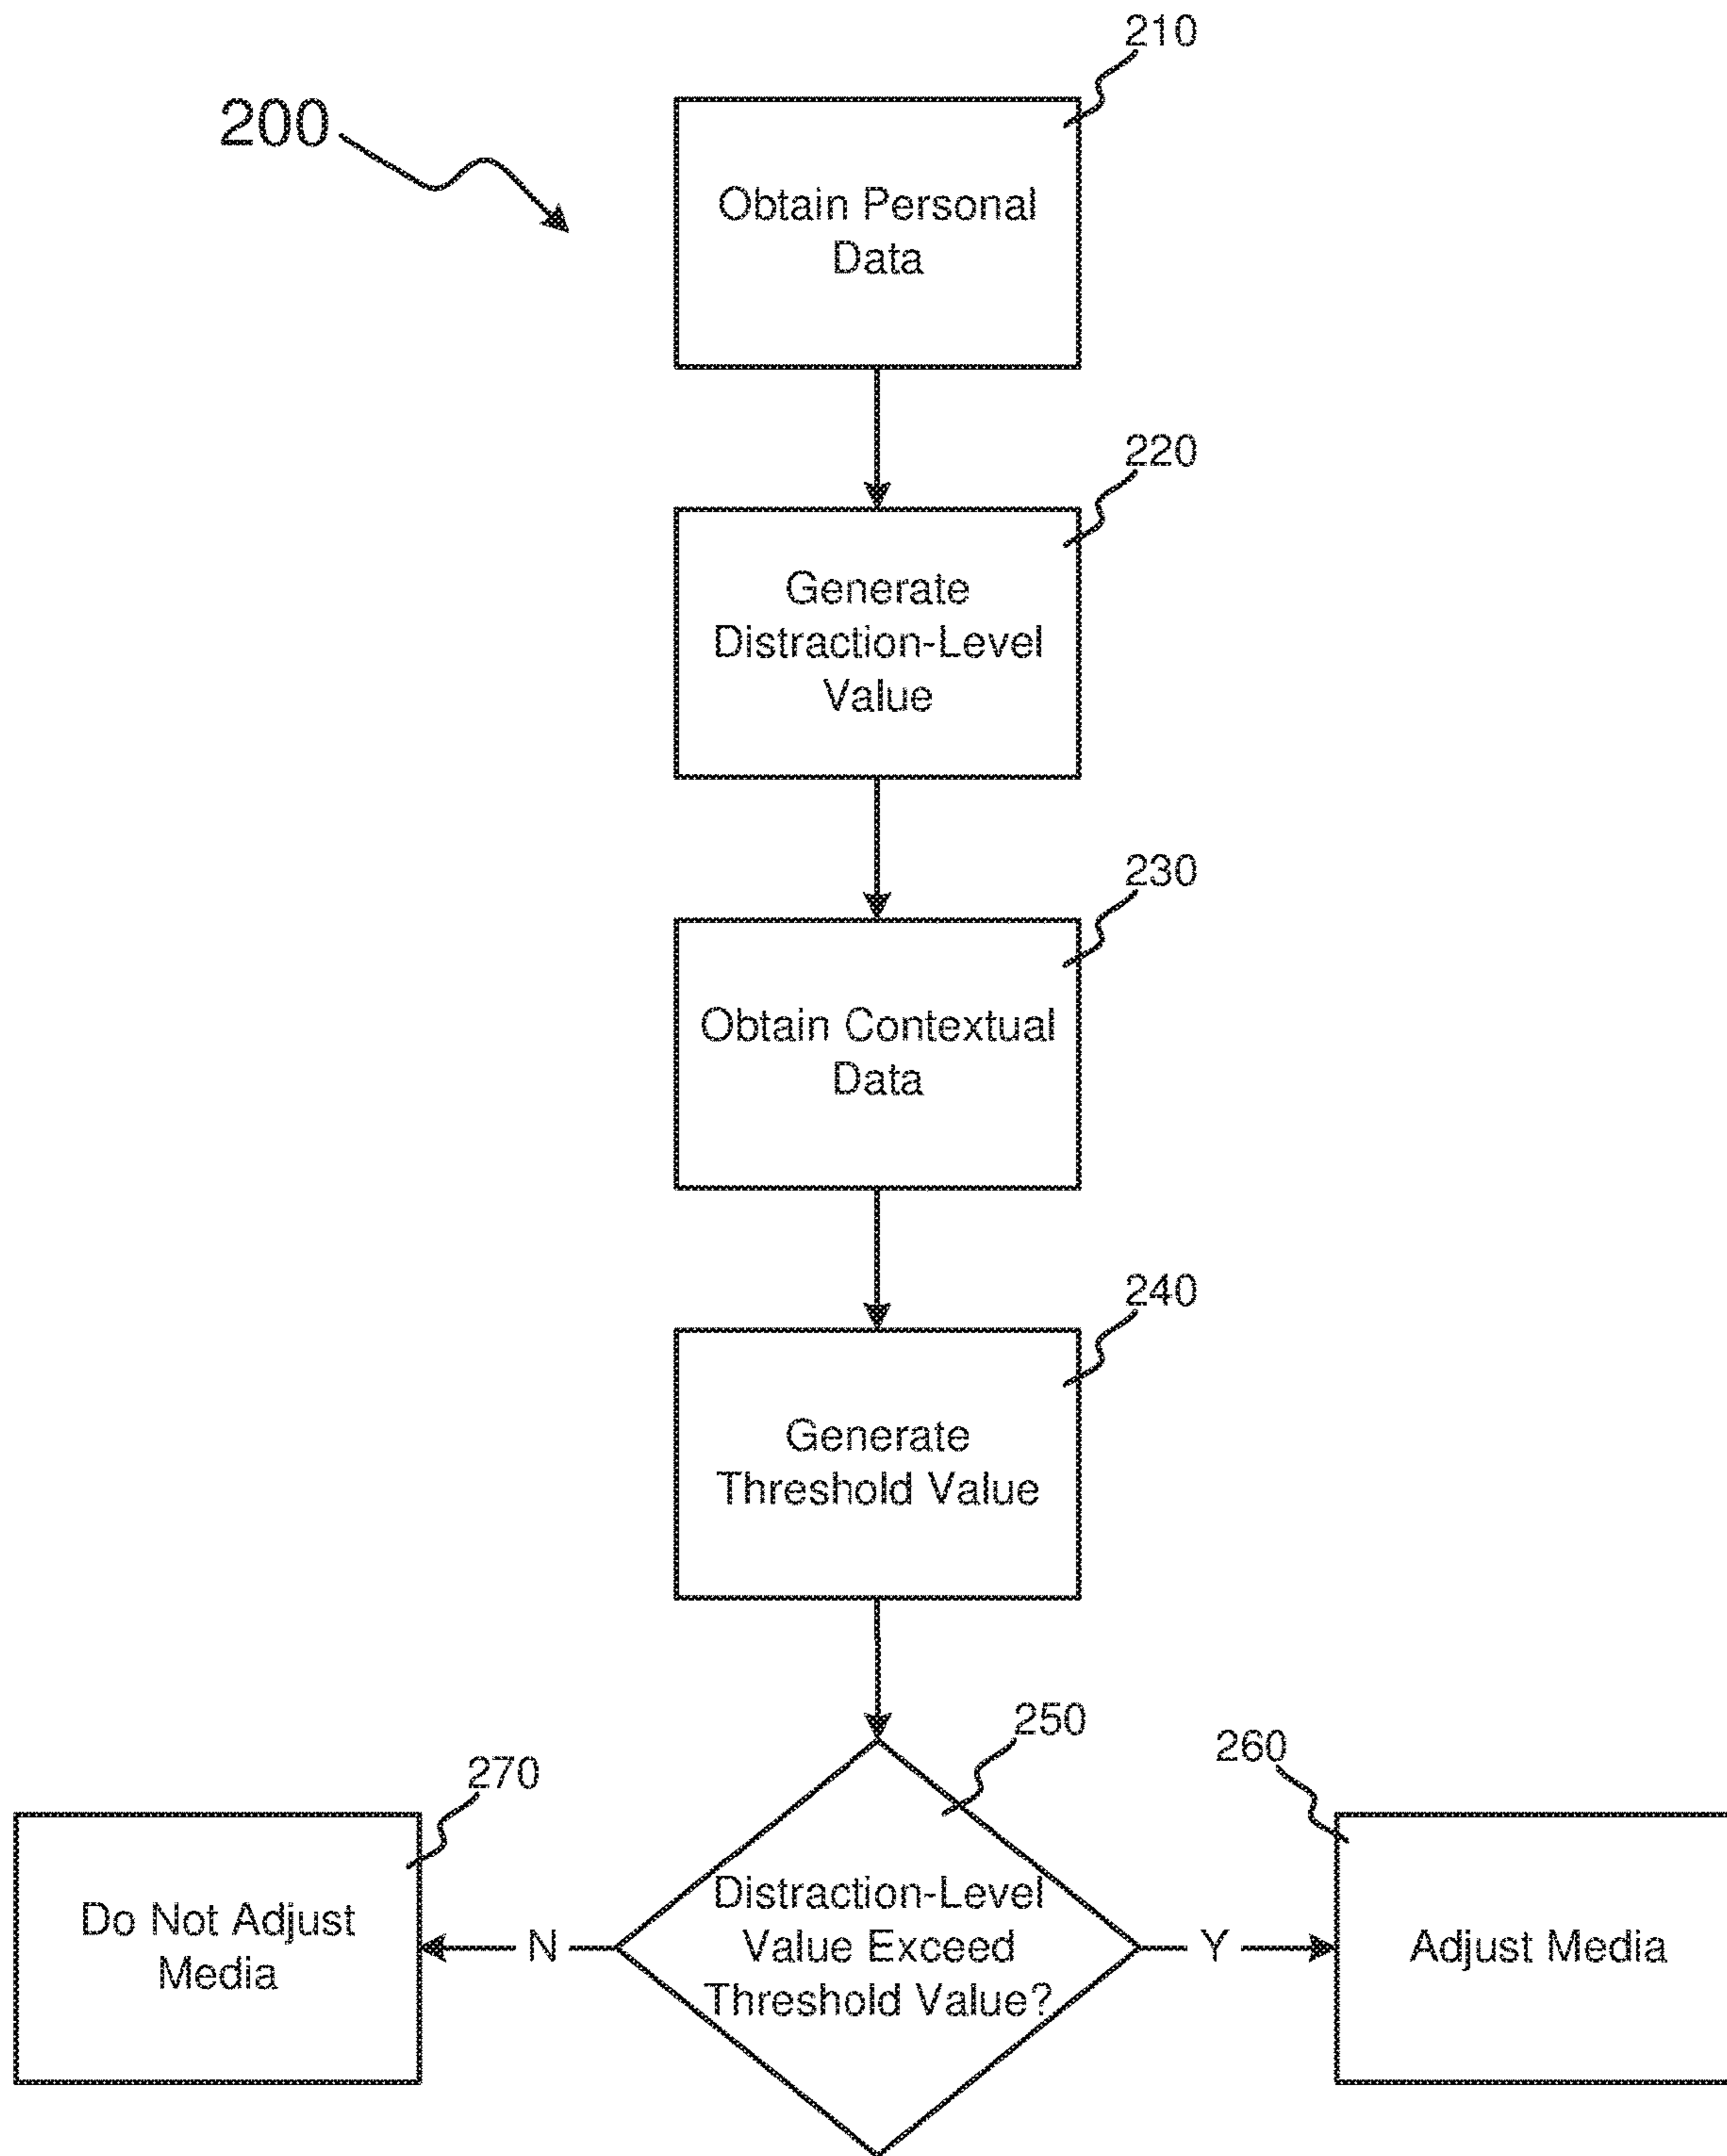 210
200
Obtain Personal
Data
220
Generate
Distraction-Level
Value
230
Obtain Contextual
Data
240
Generate
Threshold Value
250
260
270
Distraction-Level
Value Exceed
Threshold Value?
Do Not Adjust
Media
N
Y
Adjust Media